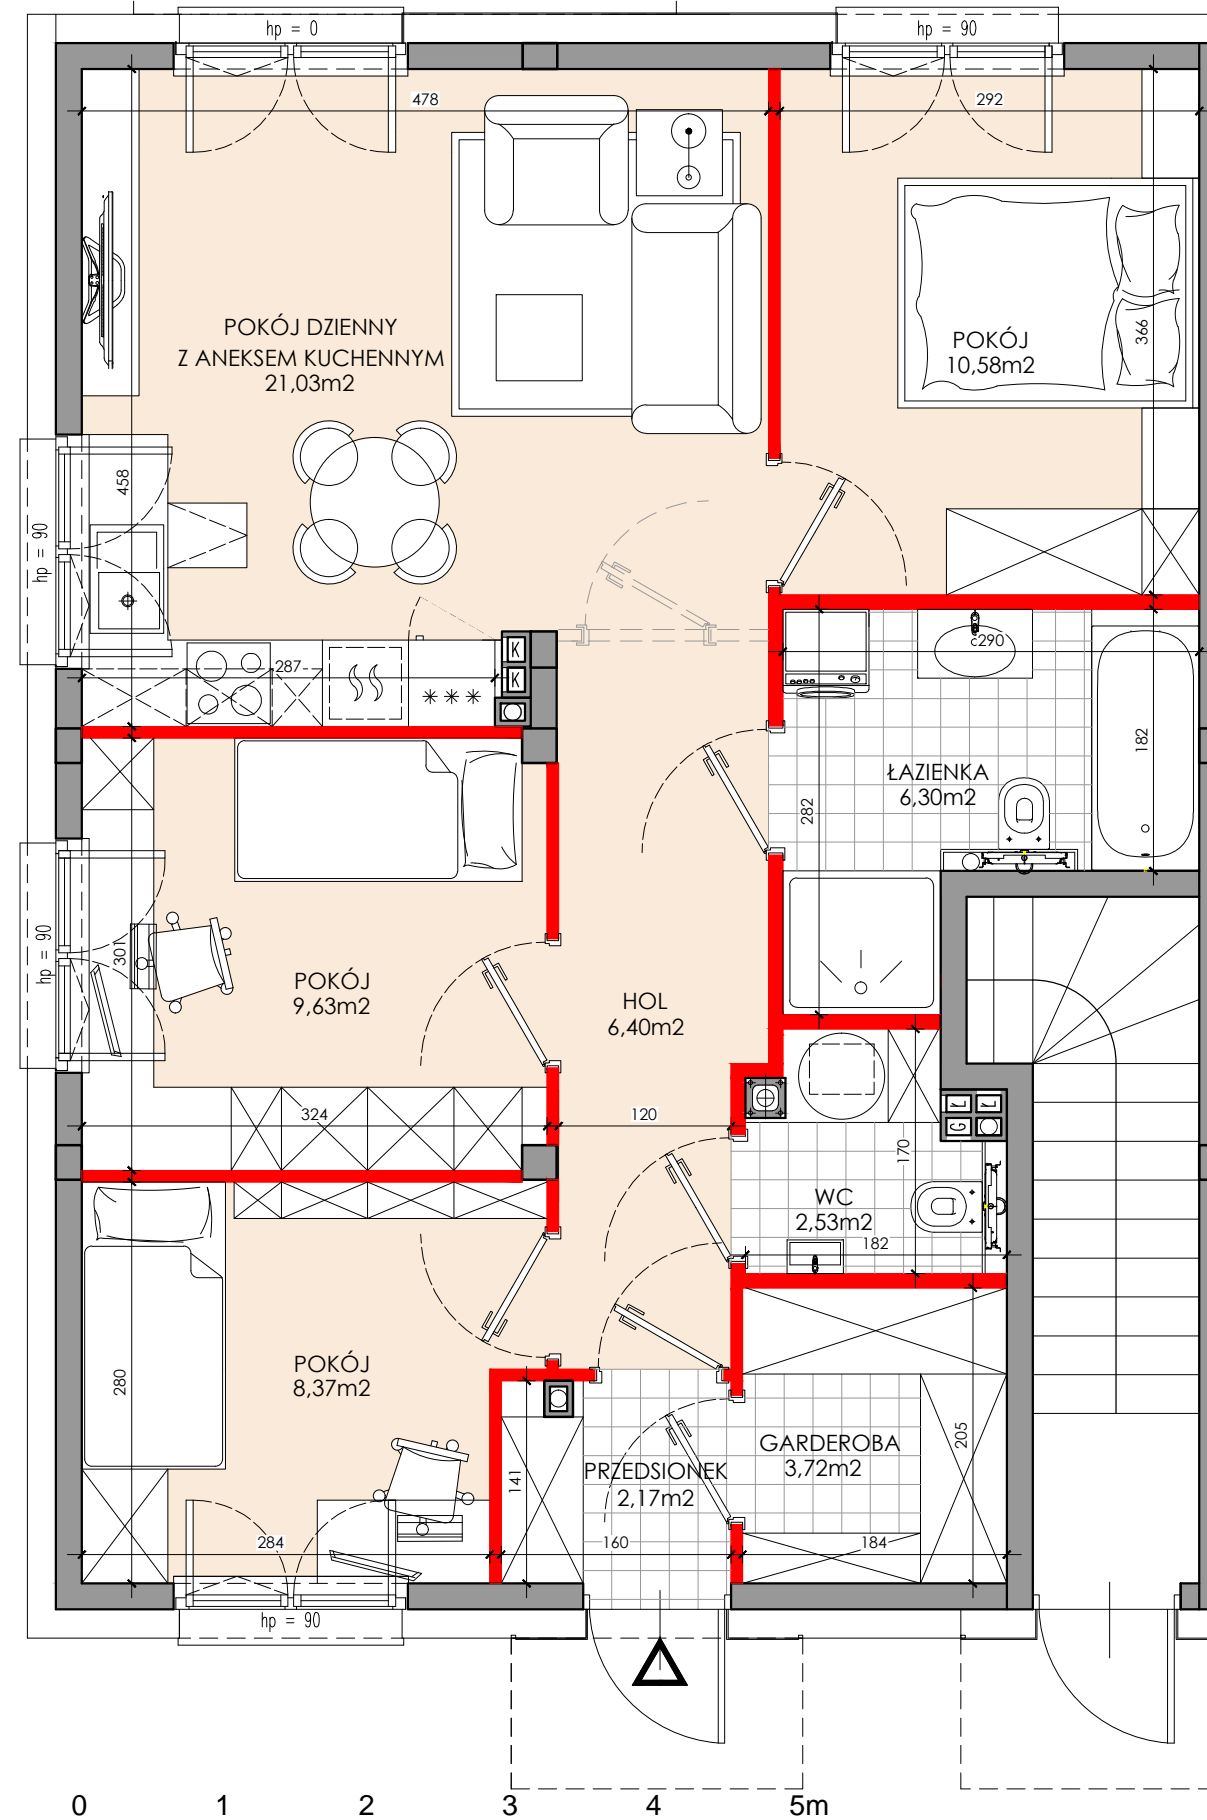 hp = 0
hp = 90
478
292
POKÓJ DZIENNY
Z ANEKSEM KUCHENNYM
21,03m2
POKÓJ
10,58m2
366
458
hp = 90
287
K
K
***
c290
ŁAZIENKA
6,30m2
182
282
301
hp = 90
POKÓJ
9,63m2
HOL
6,40m2
324
120
Ł
Ł
G
170
WC
2,53m2
182
POKÓJ
8,37m2
280
141
PRZEDSIONEK
2,17m2
GARDEROBA
3,72m2
205
284
160
184
hp = 90
0 1 2 3 4 5m